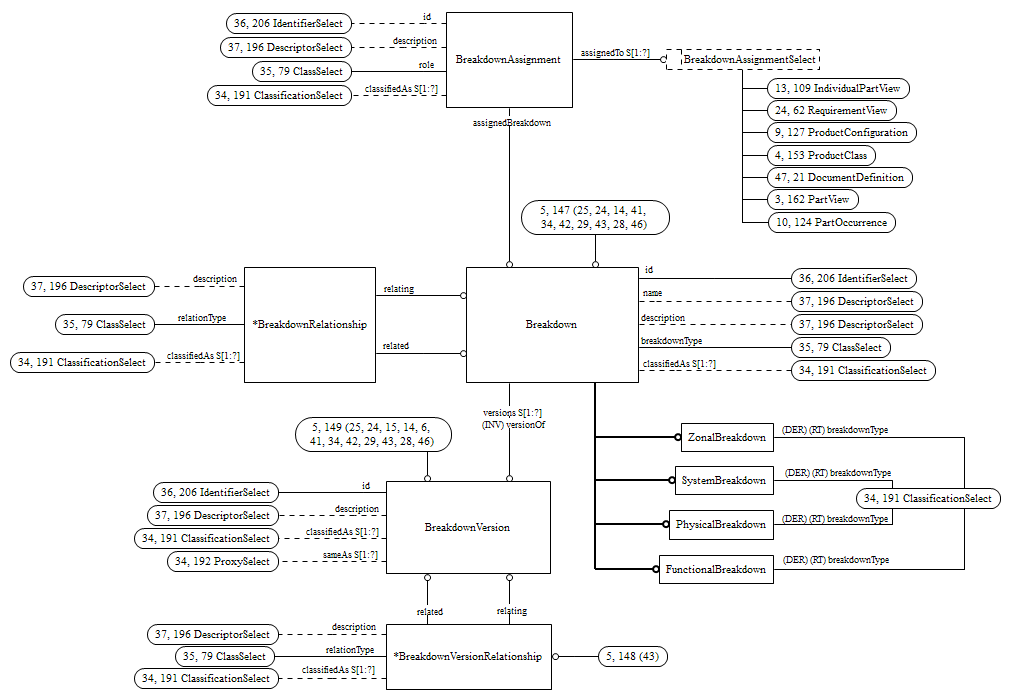 36, 206 IdentifierSelect
id
37, 196 DescriptorSelect
description
35, 79 ClassSelect
role
34, 191 ClassificationSelect
classifiedAs S[1:?]
BreakdownAssignment
assignedTo S[1:?]
BreakdownAssignmentSelect
13, 109 IndividualPartView
24, 62 RequirementView
9, 127 ProductConfiguration
4, 153 ProductClass
47, 21 DocumentDefinition
3, 162 PartView
10, 124 PartOccurrence
assignedBreakdown
5, 147 (25, 24, 14, 41,
34, 42, 29, 43, 28, 46)
37, 196 DescriptorSelect
description
35, 79 ClassSelect
relationType
34, 191 ClassificationSelect
classifiedAs S[1:?]
*BreakdownRelationship
relating
related
Breakdown
id
36, 206 IdentifierSelect
name
37, 196 DescriptorSelect
description
37, 196 DescriptorSelect
breakdownType
35, 79 ClassSelect
classifiedAs S[1:?]
34, 191 ClassificationSelect
versions S[1:?]
(INV) versionOf
5, 149 (25, 24, 15, 14, 6,
41, 34, 42, 29, 43, 28, 46)
ZonalBreakdown
(DER) (RT) breakdownType
SystemBreakdown
(DER) (RT) breakdownType
34, 191 ClassificationSelect
PhysicalBreakdown
(DER) (RT) breakdownType
FunctionalBreakdown
(DER) (RT) breakdownType
36, 206 IdentifierSelect
id
37, 196 DescriptorSelect
description
34, 191 ClassificationSelect
classifiedAs S[1:?]
34, 192 ProxySelect
sameAs S[1:?]
BreakdownVersion
related
relating
37, 196 DescriptorSelect
description
35, 79 ClassSelect
relationType
34, 191 ClassificationSelect
classifiedAs S[1:?]
*BreakdownVersionRelationship
5, 148 (43)